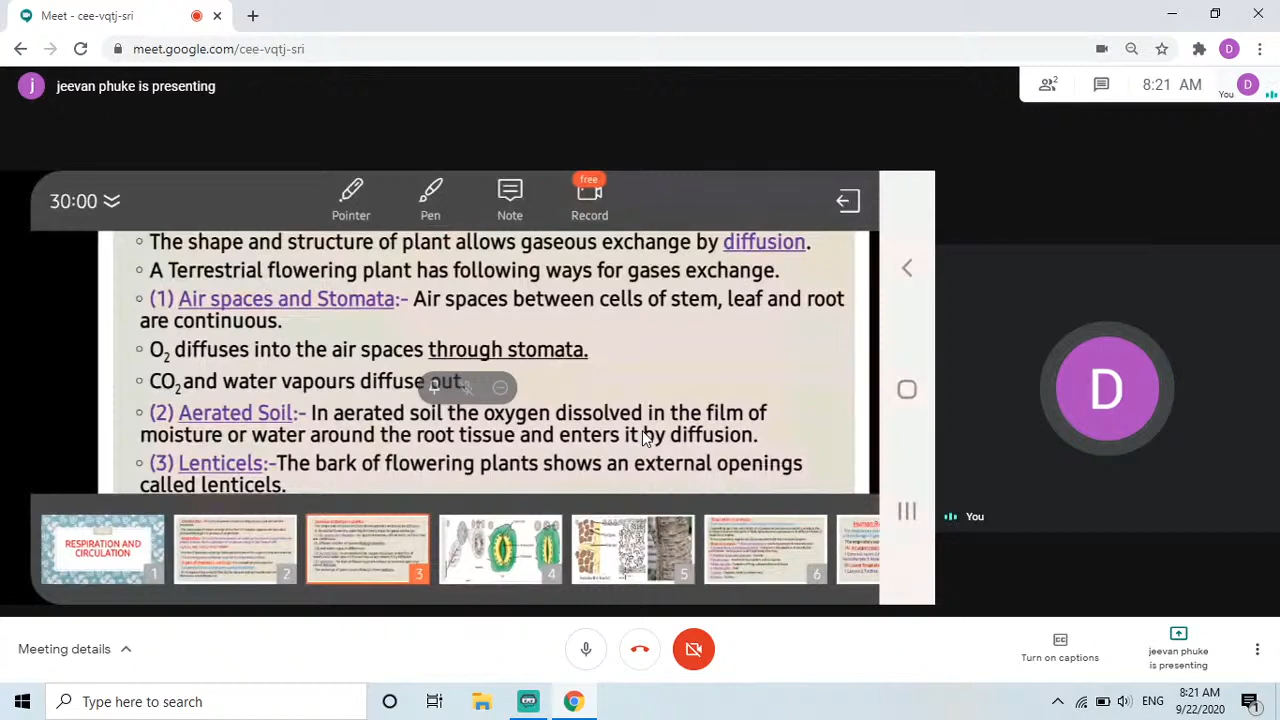 Meet - cee-vqtj-sri
meet.google.com/cee-vqtj-sri
D
j
jeevan phuke is presenting
2
8:21 AM
You
D
30:00
Pointer
Pen
Note
free
Record
The shape and structure of plant allows gaseous exchange by diffusion.
A Terrestrial flowering plant has following ways for gases exchange.
(1) Air spaces and Stomata:- Air spaces between cells of stem, leaf and root
are continuous.
O2 diffuses into the air spaces through stomata.
CO2 and water vapours diffuse out.
(2) Aerated Soil:- In aerated soil the oxygen dissolved in the film of
moisture or water around the root tissue and enters it by diffusion.
(3) Lenticels:-The bark of flowering plants shows an external openings
called lenticels.
RESPIRATION AND
CIRCULATION
2
3
4
5
6
D
You
Meeting details
Turn on captions
jeevan phuke
is presenting
Type here to search
ENG
8:21 AM
9/22/2020
1